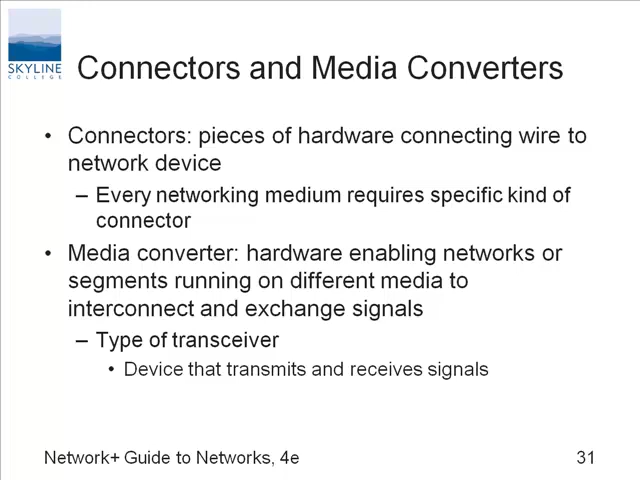 SKYLINE
COLLEGE
Connectors and Media Converters
• Connectors: pieces of hardware connecting wire to
network device
– Every networking medium requires specific kind of
connector
• Media converter: hardware enabling networks or
segments running on different media to
interconnect and exchange signals
– Type of transceiver
• Device that transmits and receives signals
Network+ Guide to Networks, 4e
31